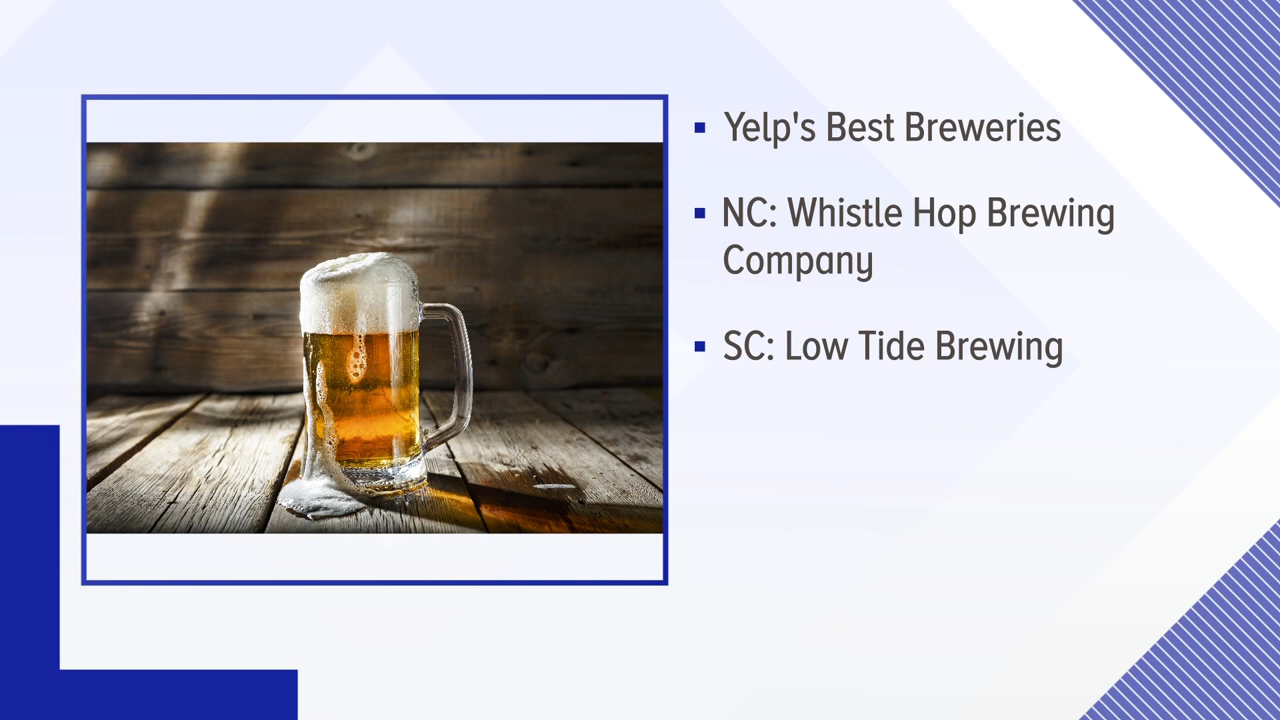 Yelp's Best Breweries
NC: Whistle Hop Brewing
Company
SC: Low Tide Brewing